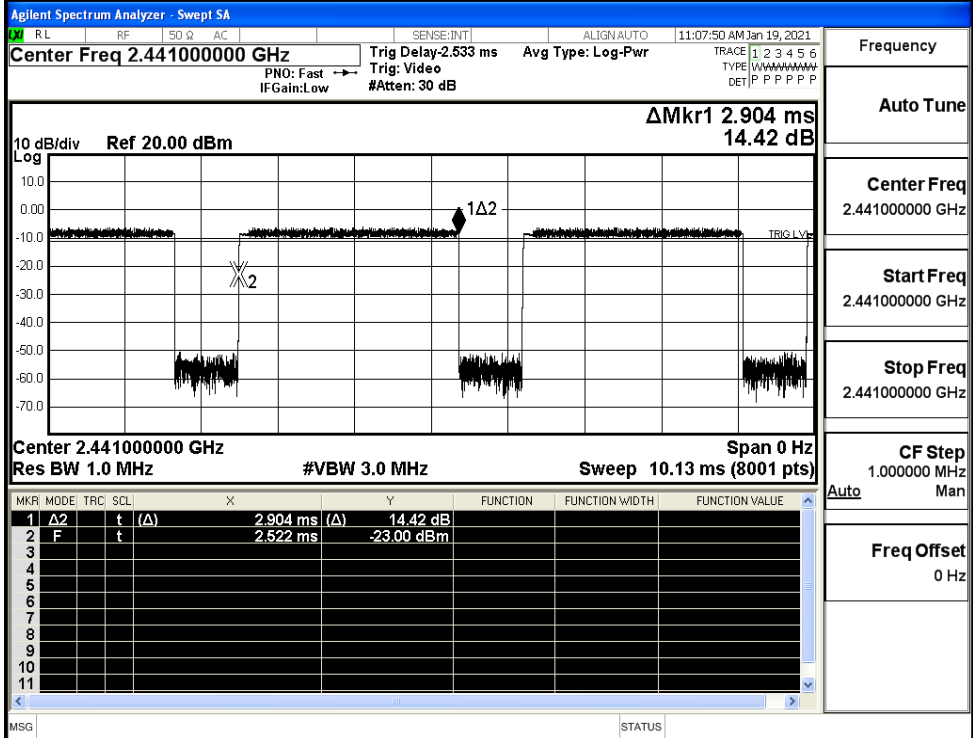 Agilent Spectrum Analyzer - Swept SA
LXI RL RF 50 Ω AC SENSE:INT ALIGN AUTO 11:07:50 AM Jan 19, 2021
Center Freq 2.441000000 GHz
PNO: Fast
IFGain:Low
Trig Delay-2.533 ms
Trig: Video
#Atten: 30 dB
Avg Type: Log-Pwr
TRACE 1 2 3 4 5 6
TYPE WWWWWW
DET P P P P P P
ΔMkr1 2.904 ms
14.42 dB
10 dB/div Ref 20.00 dBm
Log
10.0
0.00
-10.0
-20.0
-30.0
-40.0
-50.0
-60.0
-70.0
1Δ2
2
TRIG LVL
Center 2.441000000 GHz Span 0 Hz
Res BW 1.0 MHz #VBW 3.0 MHz Sweep 10.13 ms (8001 pts)
MKR MODE TRC SCL X Y FUNCTION FUNCTION WIDTH FUNCTION VALUE
1 Δ2 t (Δ) 2.904 ms (Δ) 14.42 dB
2 F t 2.522 ms -23.00 dBm
3
4
5
6
7
8
9
10
11
MSG STATUS
Frequency
Auto Tune
Center Freq
2.441000000 GHz
Start Freq
2.441000000 GHz
Stop Freq
2.441000000 GHz
CF Step
1.000000 MHz
Auto Man
Freq Offset
0 Hz